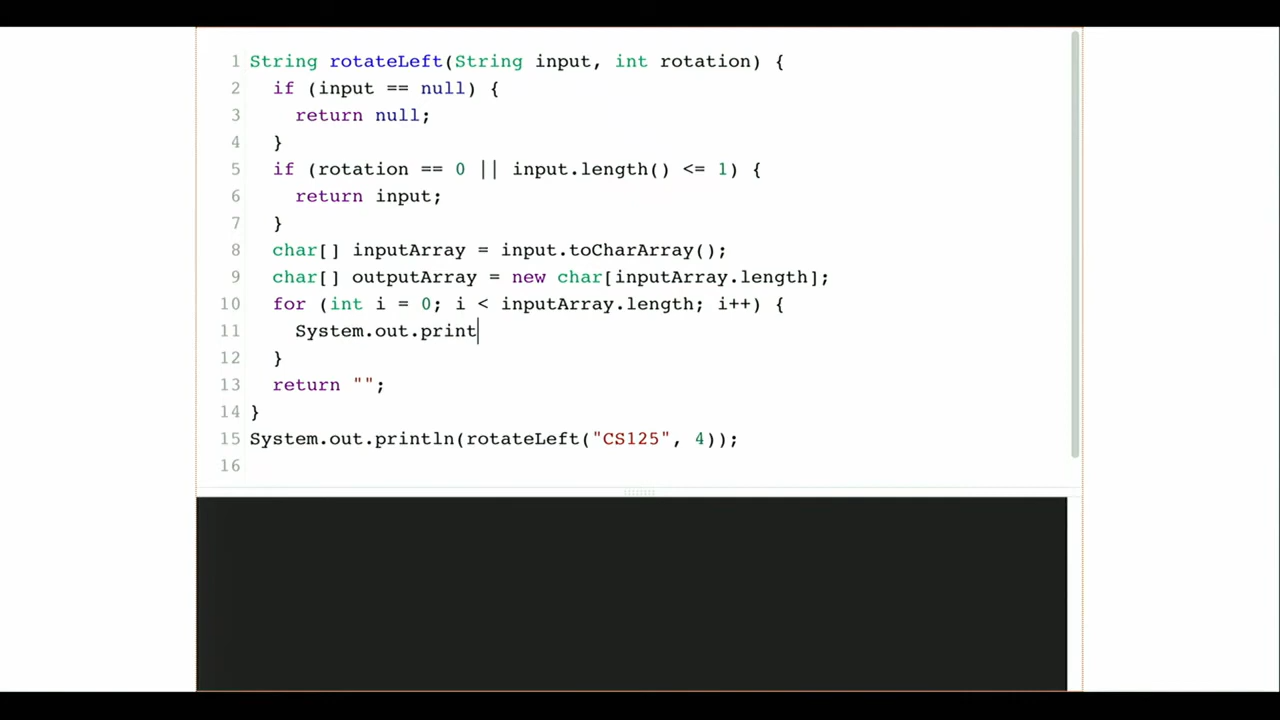 1 String rotateLeft(String input, int rotation) {
2   if (input == null) {
3     return null;
4   }
5   if (rotation == 0 || input.length() <= 1) {
6     return input;
7   }
8   char[] inputArray = input.toCharArray();
9   char[] outputArray = new char[inputArray.length];
10   for (int i = 0; i < inputArray.length; i++) {
11     System.out.print
12   }
13   return "";
14 }
15 System.out.println(rotateLeft("CS125", 4));
16